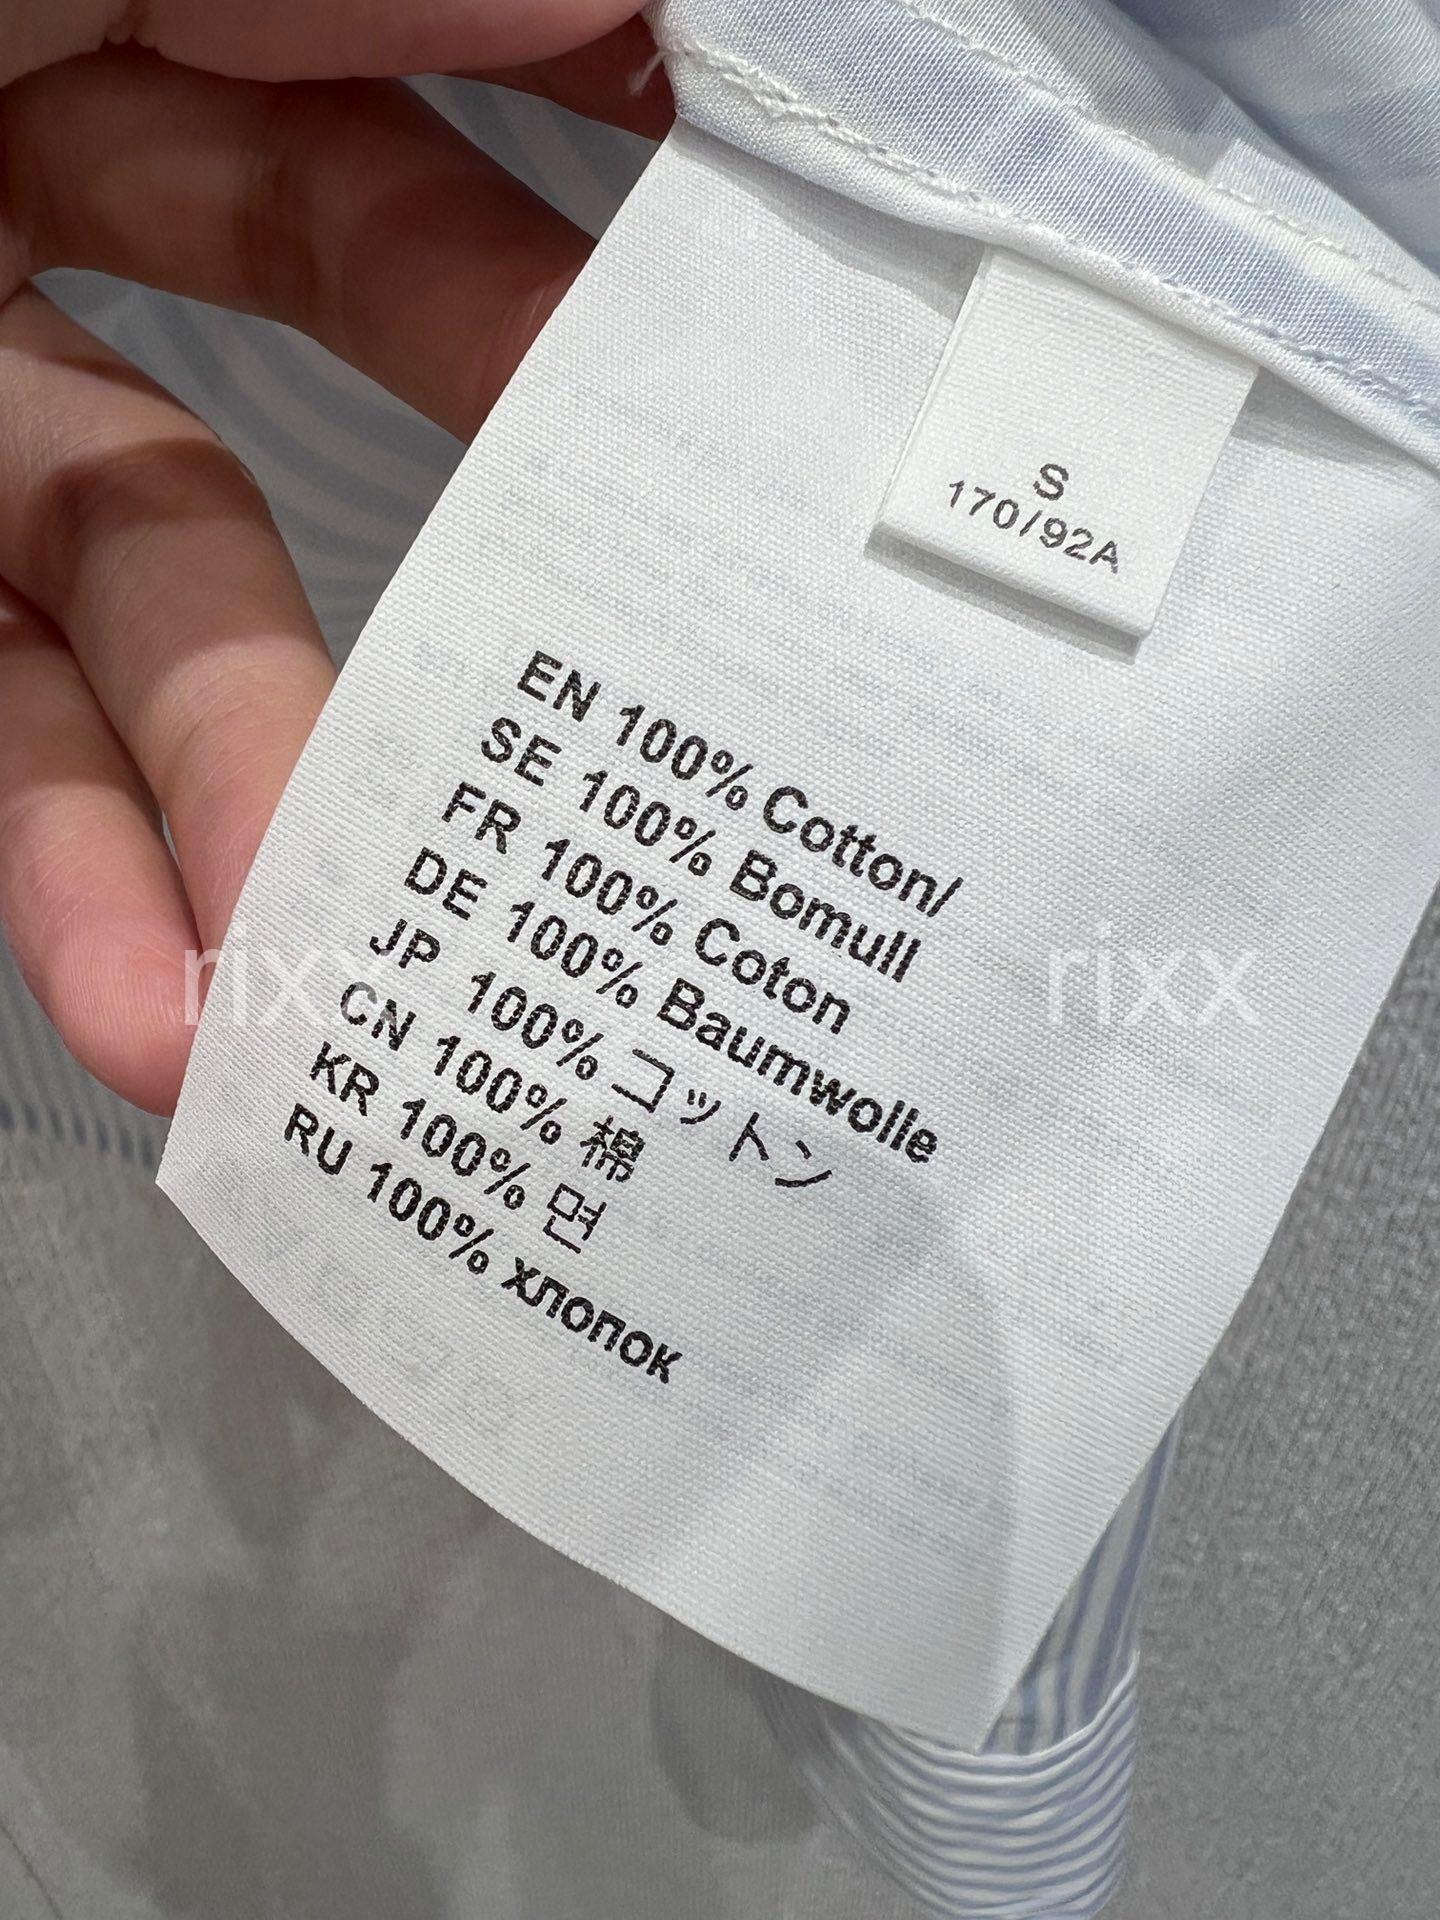 S
170/92A
EN 100% Cotton/
SE 100% Bomull
FR 100% Coton
DE 100% Baumwolle
JP 100% コットン
CN 100% 棉
KR 100% 면
RU 100% хлопок
rixx rixx